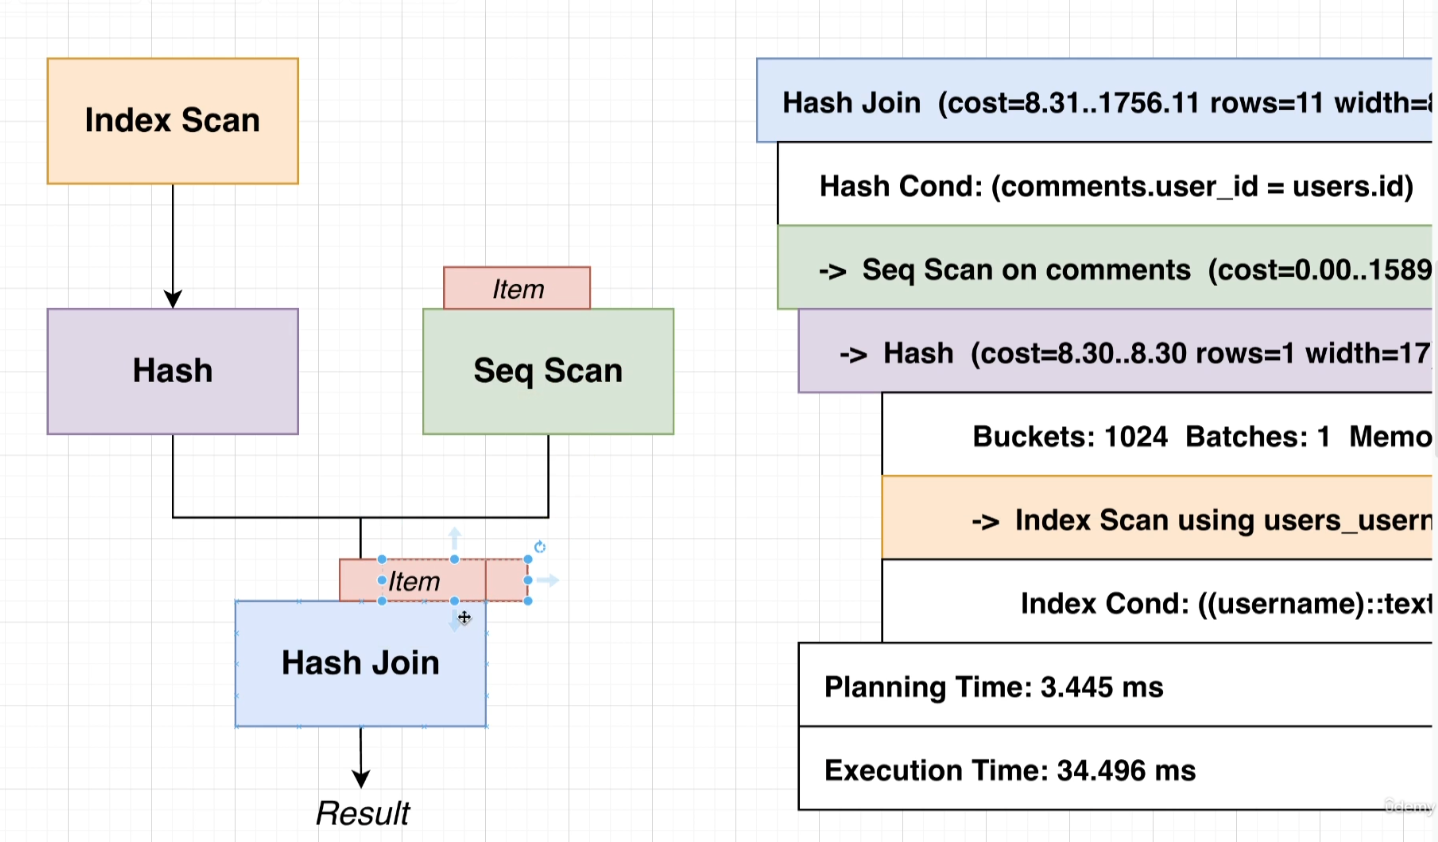 Index Scan
Hash
Item
Seq Scan
Item
Hash Join
Result
Hash Join (cost=8.31..1756.11 rows=11 width=8
Hash Cond: (comments.user_id = users.id)
-> Seq Scan on comments (cost=0.00..1589
-> Hash (cost=8.30..8.30 rows=1 width=17
Buckets: 1024 Batches: 1 Memo
-> Index Scan using users_usern
Index Cond: ((username)::text
Planning Time: 3.445 ms
Execution Time: 34.496 ms
udemy